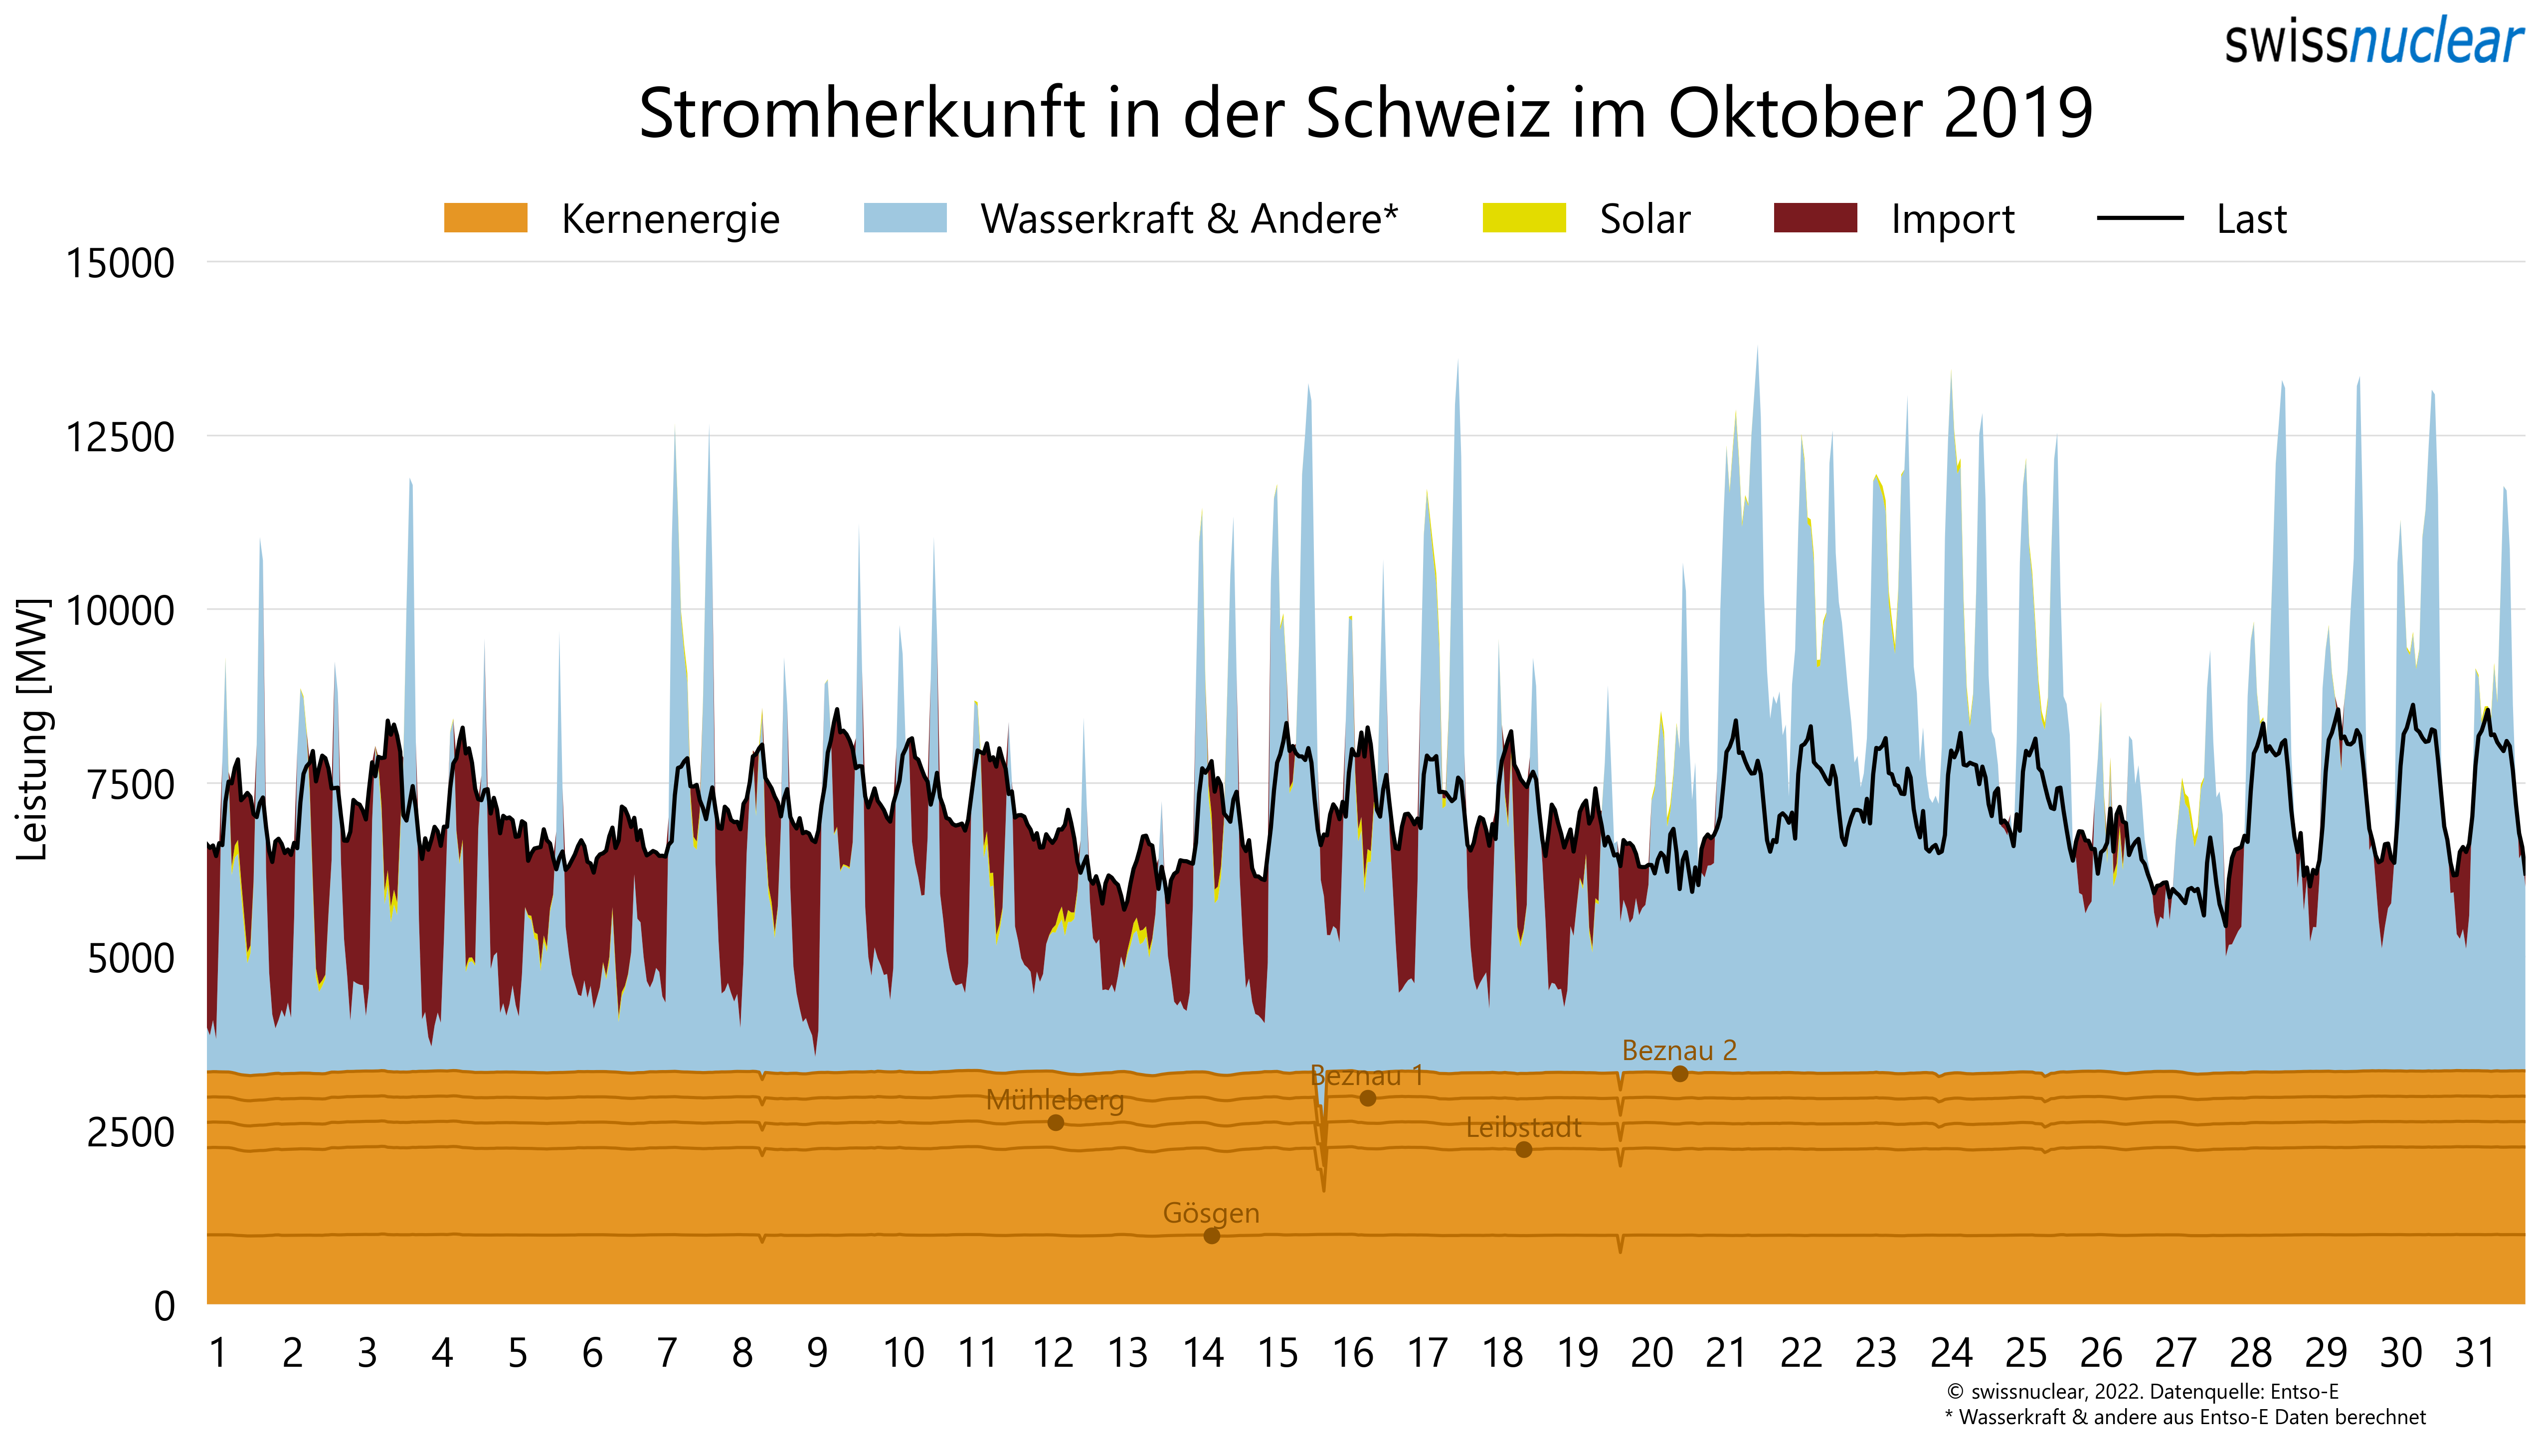 swissnuclear
Stromherkunft in der Schweiz im Oktober 2019
Kernenergie Wasserkraft & Andere* Solar Import Last
Leistung [MW]
15000
12500
10000
7500
5000
2500
0
Beznau 2
Beznau 1
Mühleberg
Leibstadt
Gösgen
1 2 3 4 5 6 7 8 9 10 11 12 13 14 15 16 17 18 19 20 21 22 23 24 25 26 27 28 29 30 31
© swissnuclear, 2022. Datenquelle: Entso-E
* Wasserkraft & andere aus Entso-E Daten berechnet